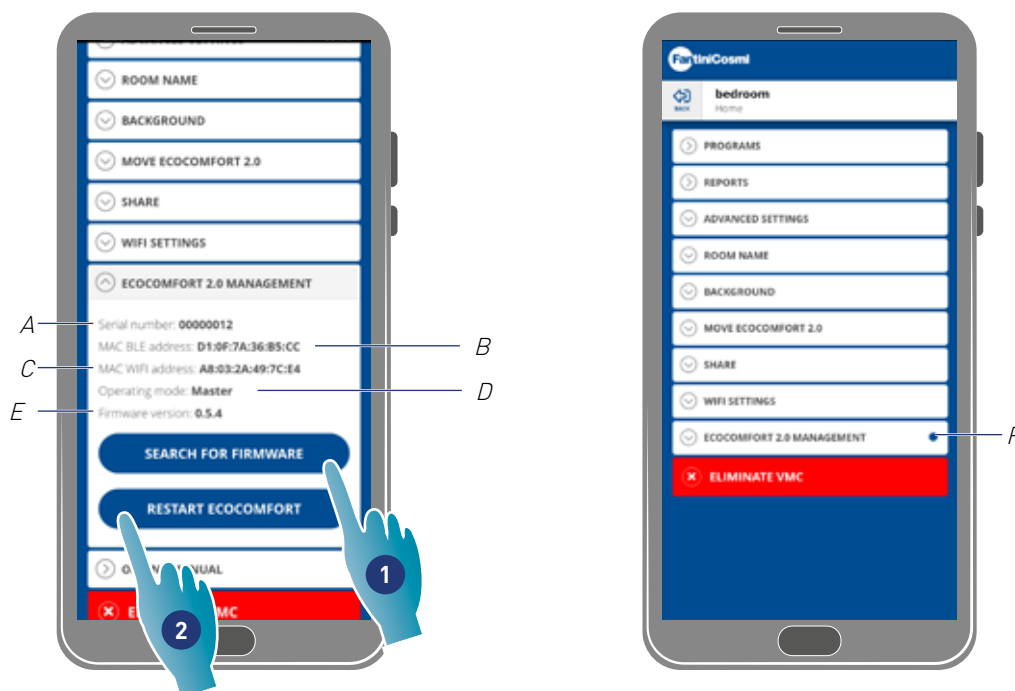 ROOM NAME
BACKGROUND
MOVE ECOCOMFORT 2.0
SHARE
WIFI SETTINGS
ECOCOMFORT 2.0 MANAGEMENT
A
Serial number: 00000012
MAC BLE address: D1:0F:7A:36:B5:CC
B
C
MAC WIFI address: A8:03:2A:49:7C:E4
Operating mode: Master
D
E
Firmware version: 0.5.4
SEARCH FOR FIRMWARE
RESTART ECOCOMFORT
1
2
FantiniCosmi
BACK
bedroom
Home
PROGRAMS
REPORTS
ADVANCED SETTINGS
ROOM NAME
BACKGROUND
MOVE ECOCOMFORT 2.0
SHARE
WIFI SETTINGS
ECOCOMFORT 2.0 MANAGEMENT
ELIMINATE VMC